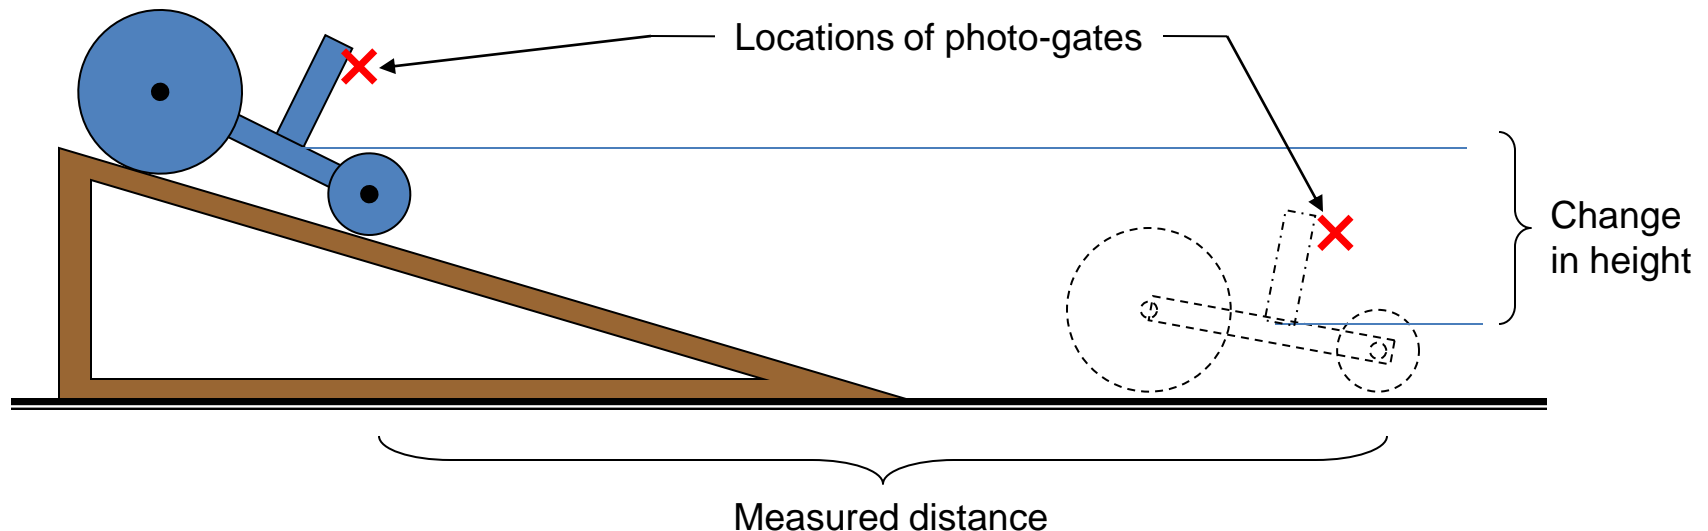 Locations of photo-gates
Change
in height
Measured distance